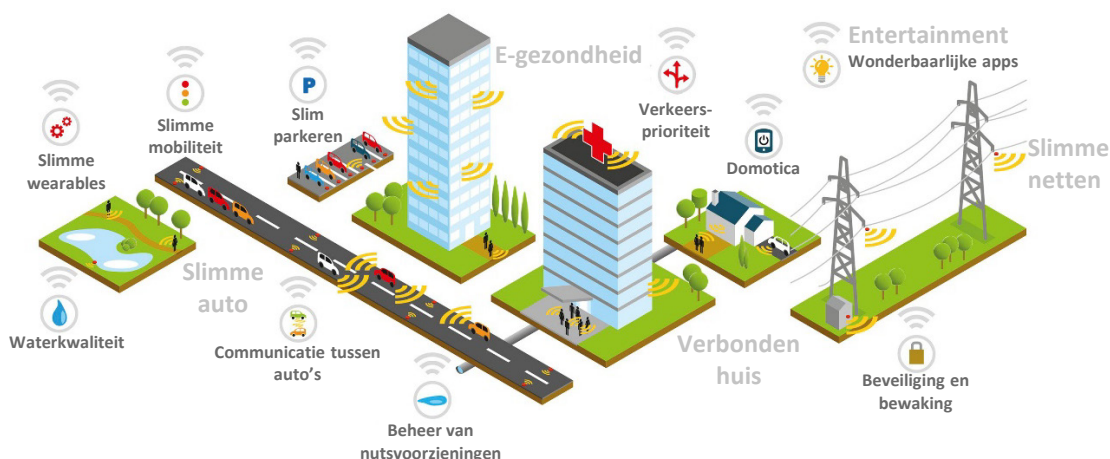 Entertainment
Wonderbaarlijke apps
E-gezondheid
P
Slim
parkeren
Slimme
mobiliteit
Slimme
wearables
Verkeers-
prioriteit
Domotica
Slimme
netten
Slimme
auto
Waterkwaliteit
Communicatie tussen
auto's
Verbonden
huis
Beveiliging en
bewaking
Beheer van
nutsvoorzieningen